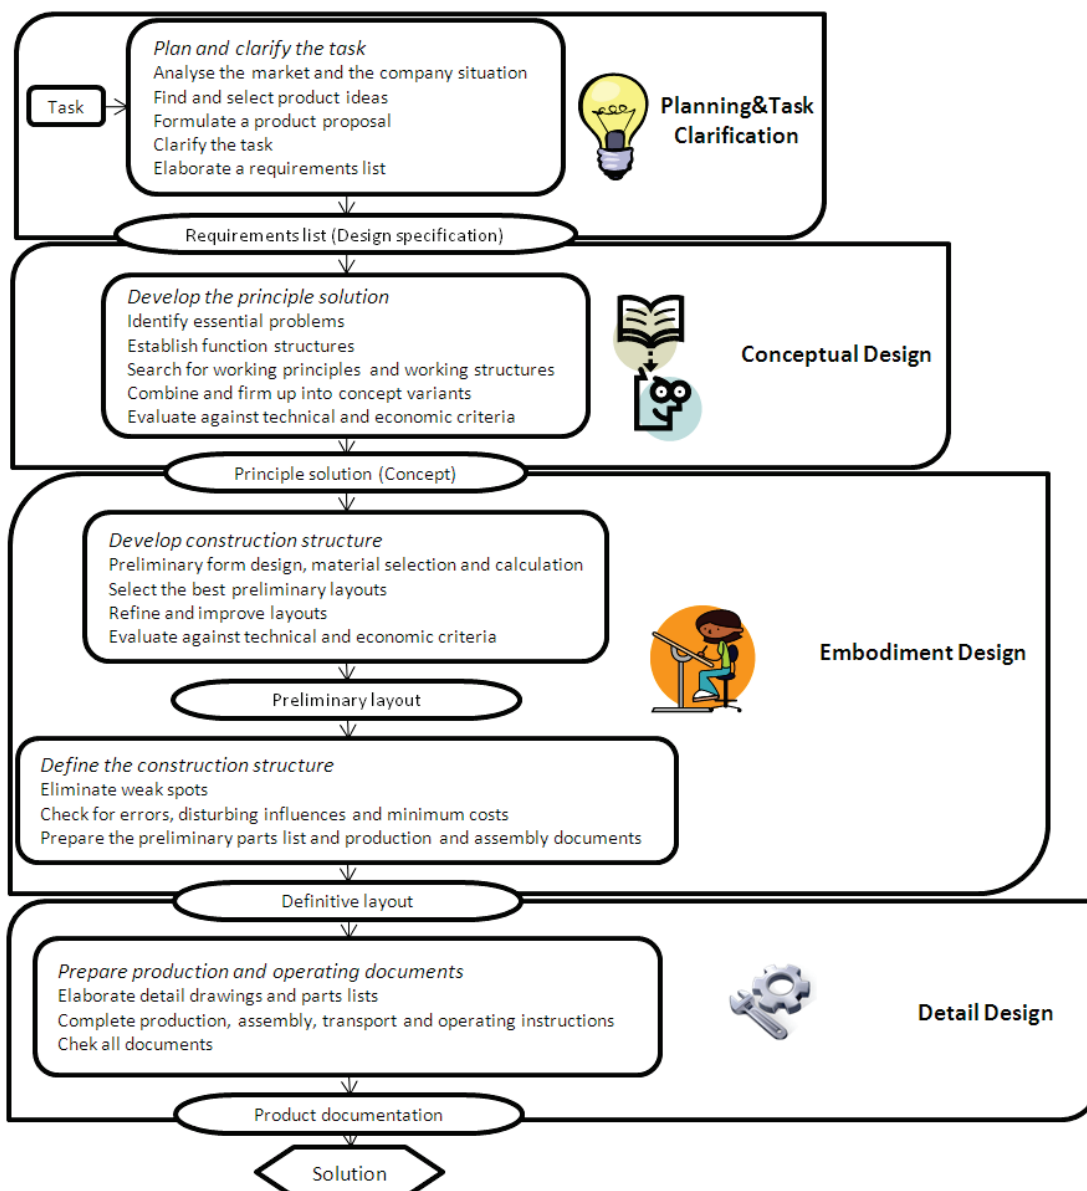 Plan and clarify the task
Analyse the market and the company situation
Find and select product ideas
Formulate a product proposal
Clarify the task
Elaborate a requirements list
Task
Planning&Task
Clarification
Requirements list (Design specification)
Develop the principle solution
Identify essential problems
Establish function structures
Search for working principles and working structures
Combine and firm up into concept variants
Evaluate against technical and economic criteria
Conceptual Design
Principle solution (Concept)
Develop construction structure
Preliminary form design, material selection and calculation
Select the best preliminary layouts
Refine and improve layouts
Evaluate against technical and economic criteria
Embodiment Design
Preliminary layout
Define the construction structure
Eliminate weak spots
Check for errors, disturbing influences and minimum costs
Prepare the preliminary parts list and production and assembly documents
Definitive layout
Prepare production and operating documents
Elaborate detail drawings and parts lists
Complete production, assembly, transport and operating instructions
Chek all documents
Detail Design
Product documentation
Solution